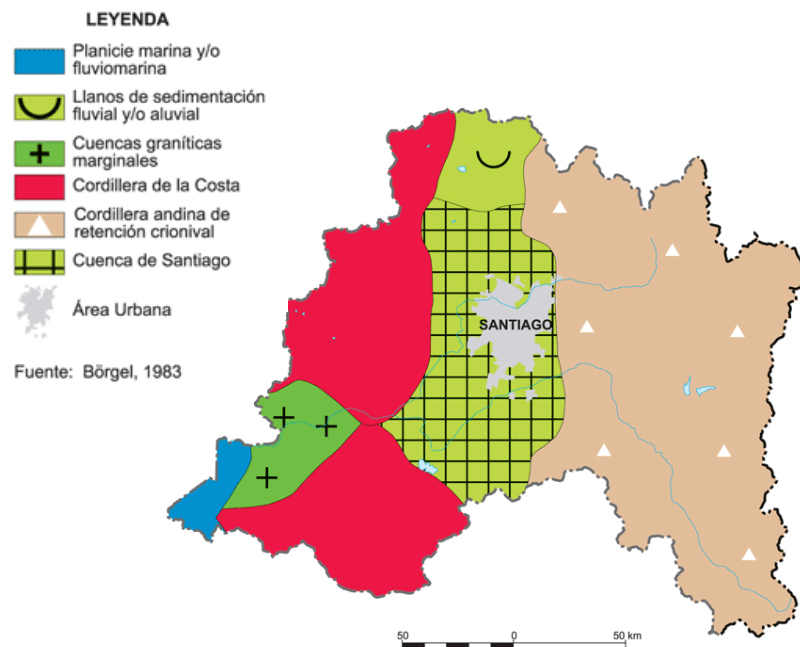 LEYENDA
Planicie marina y/o
fluviomarina
Llanos de sedimentación
fluvial y/o aluvial
Cuencas graníticas
marginales
Cordillera de la Costa
Cordillera andina de
retención crionival
Cuenca de Santiago
Área Urbana
Fuente: Börgel, 1983
SANTIAGO
50 0 50 km